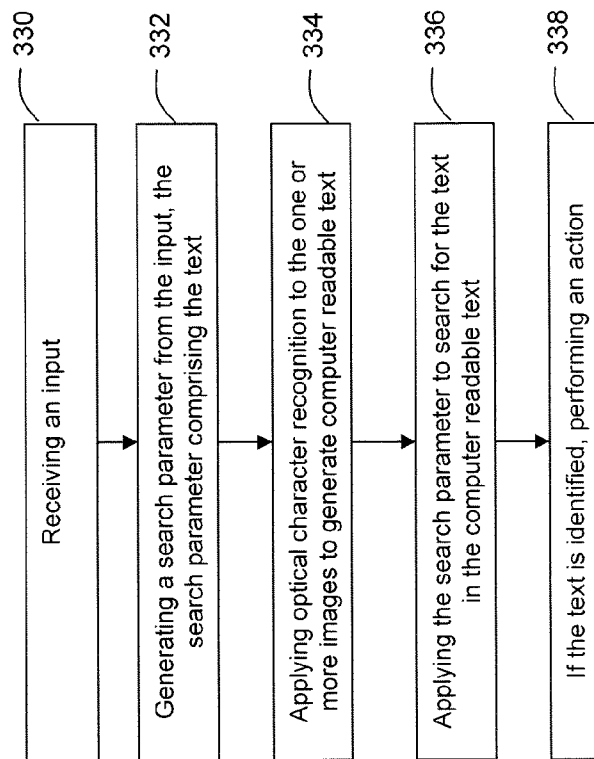 330
Receiving an input
332
Generating a search parameter from the input, the
search parameter comprising the text
334
Applying optical character recognition to the one or
more images to generate computer readable text
336
Applying the search parameter to search for the text
in the computer readable text
338
If the text is identified, performing an action